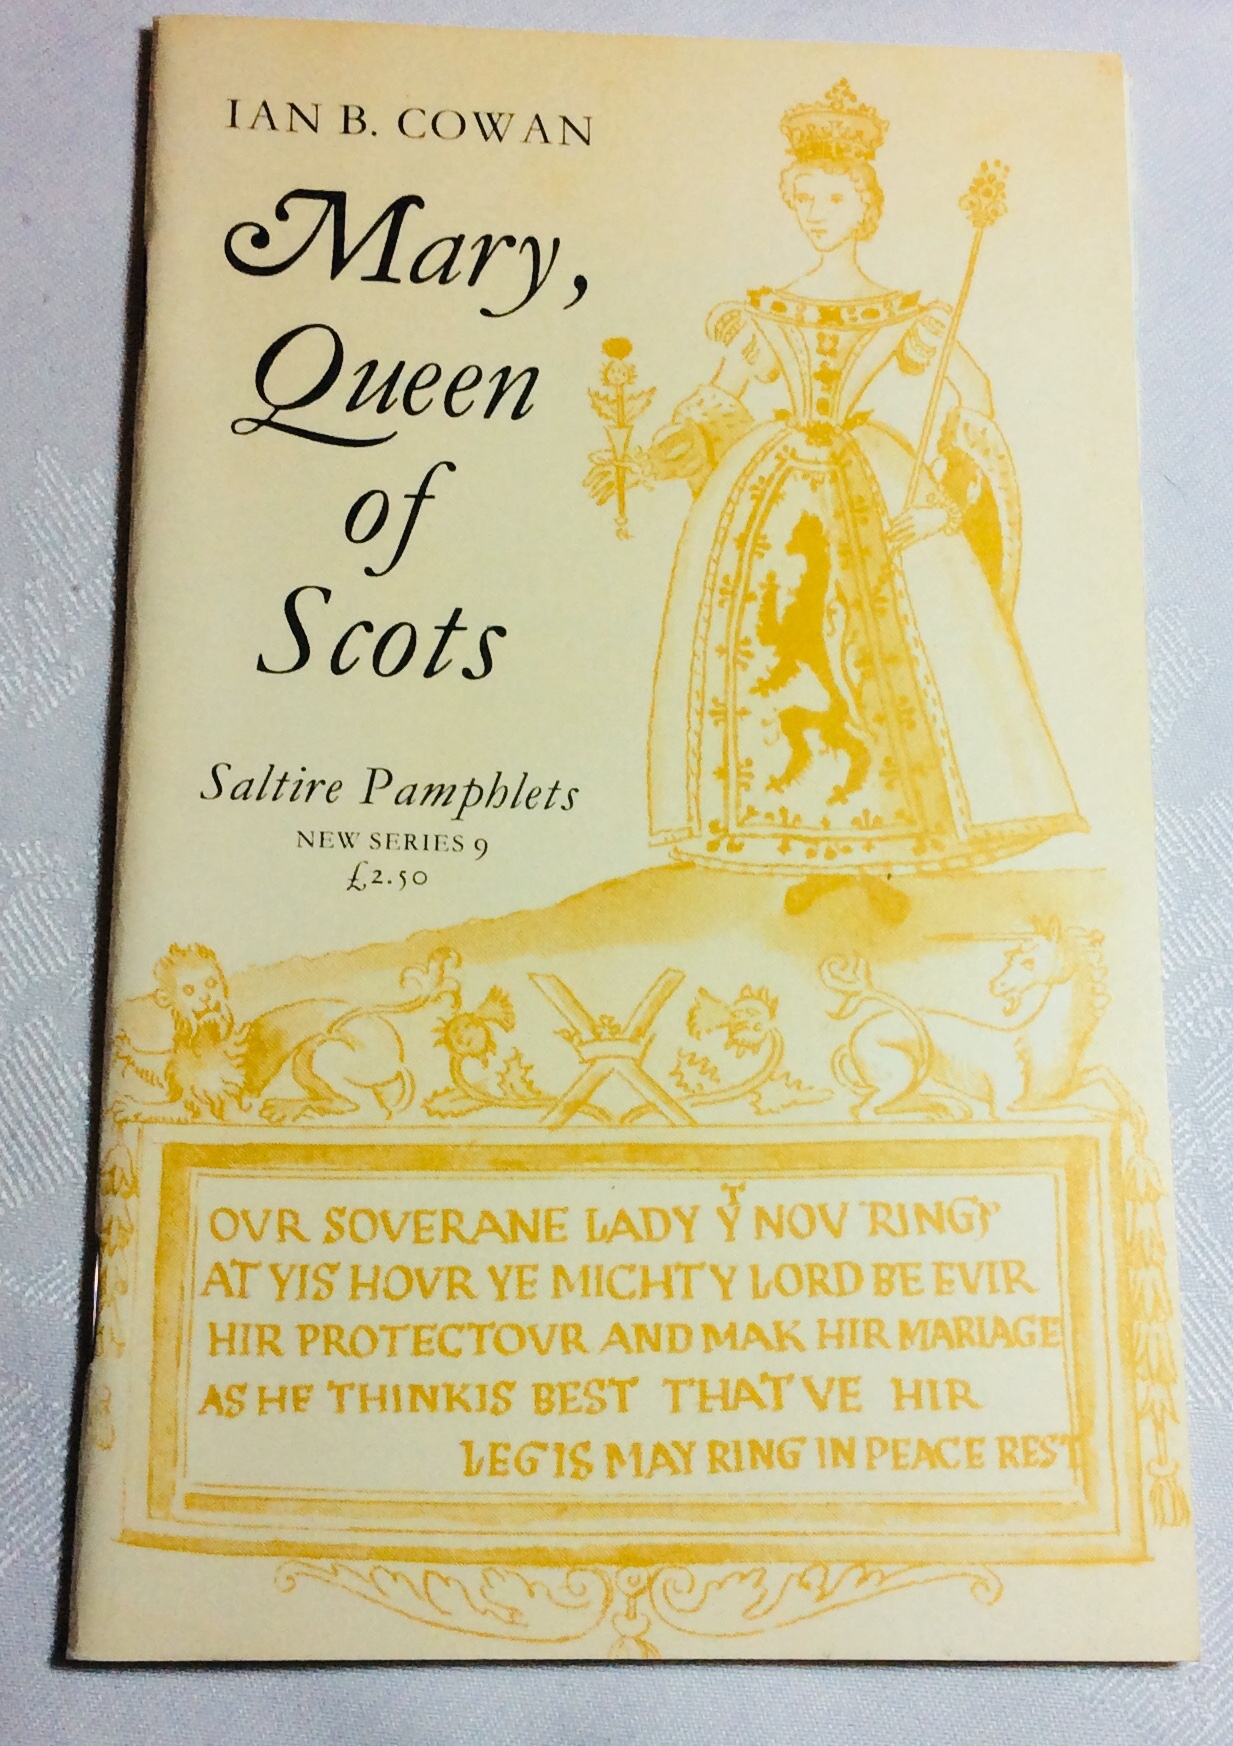 IAN B. COWAN
Mary,
Queen
of
Scots
Saltire Pamphlets
NEW SERIES 9
£2.50
OVR SOVERANE LADY Yᵀ NOV RINGS
AT YIS HOVR YE MICHTY LORD BE EVIR
HIR PROTECTOVR AND MAK HIR MARIAGE
AS HE THINKIS BEST THAT VE HIR
LEGIS MAY RING IN PEACE REST